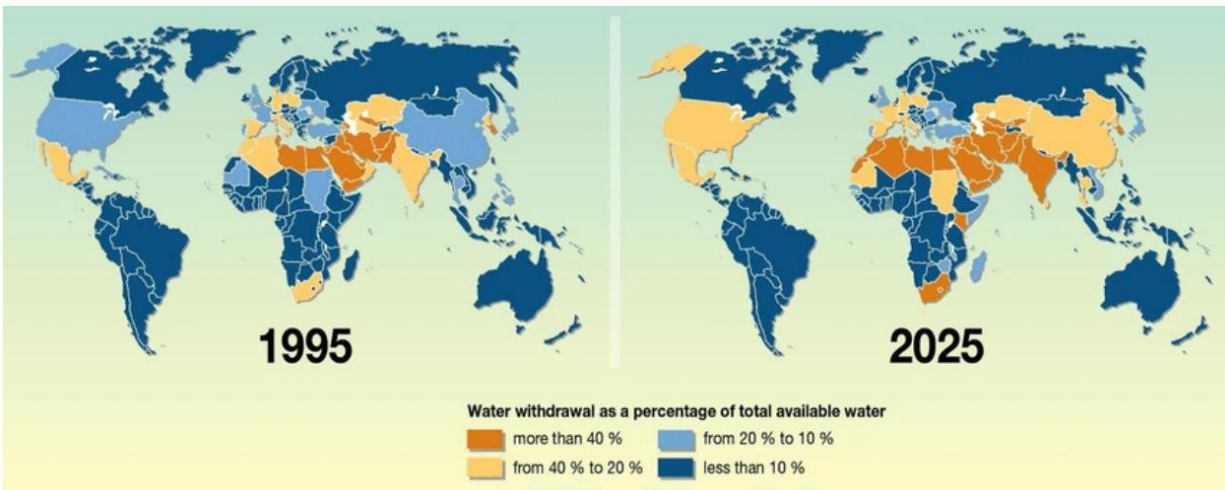 1995
2025
Water withdrawal as a percentage of total available water
more than 40 %
from 20 % to 10 %
from 40 % to 20 %
less than 10 %